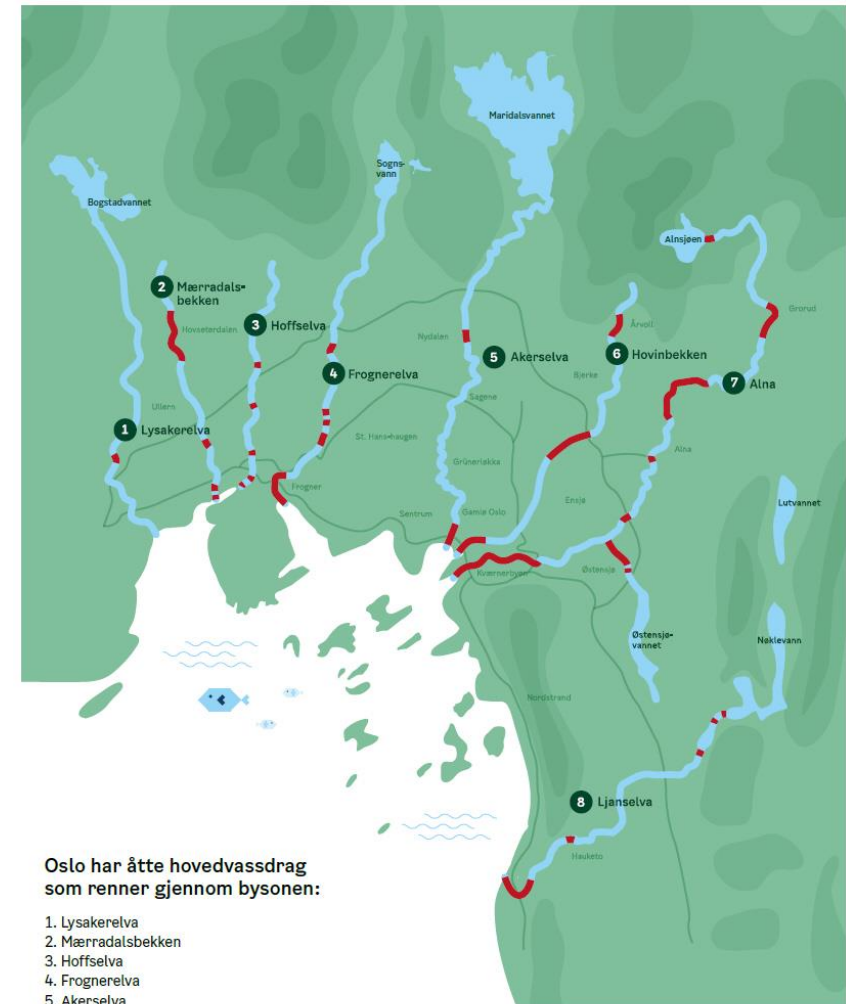 Maridalsvannet
Sogns-
vann
Bogstadvannet
Alnsjøen
2 Mærradals-
bekken
Grorud
3 Hoffselva
Årvoll
Hovseterdalen
Nydalen
5 Akerselva
6 Hovinbekken
4 Frognerelva
Bjerke
7 Alna
Sagene
Ullern
1 Lysakerelva
St. Hanshaugen
Alna
Grünerløkka
Frogner
Ensjø
Lutvannet
Sentrum
Gamle Oslo
Kværnerbyen
Østensjø
Østensjø-
vannet
Nøklevann
Nordstrand
8 Ljanselva
Hauketo
Oslo har åtte hovedvassdrag
som renner gjennom bysonen:
1. Lysakerelva
2. Mærradalsbekken
3. Hoffselva
4. Frognerelva
5. Akerselva